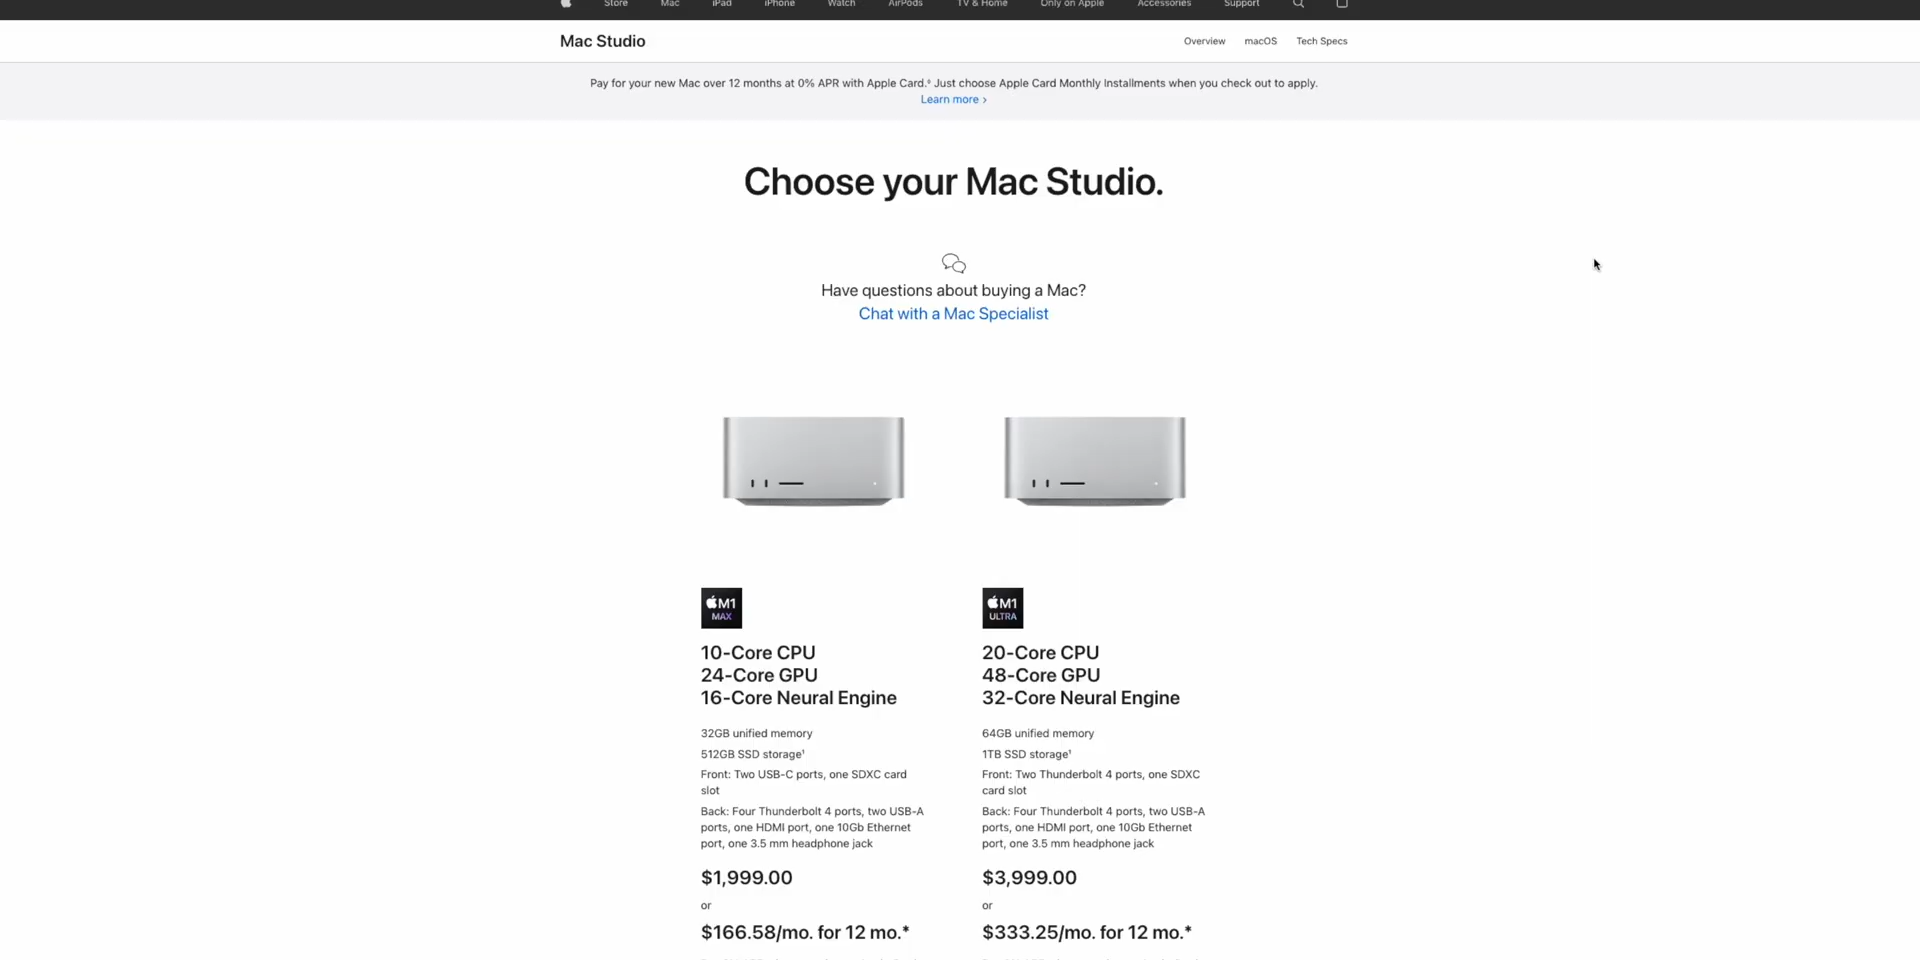 Store Mac iPad iPhone Watch AirPods TV & Home Only on Apple Accessories Support
Mac Studio
Overview macOS Tech Specs
Pay for your new Mac over 12 months at 0% APR with Apple Card.◊ Just choose Apple Card Monthly Installments when you check out to apply.
Learn more >
Choose your Mac Studio.
Have questions about buying a Mac?
Chat with a Mac Specialist
M1
MAX
10-Core CPU
24-Core GPU
16-Core Neural Engine
32GB unified memory
512GB SSD storage¹
Front: Two USB-C ports, one SDXC card
slot
Back: Four Thunderbolt 4 ports, two USB-A
ports, one HDMI port, one 10Gb Ethernet
port, one 3.5 mm headphone jack
$1,999.00
or
$166.58/mo. for 12 mo.*
M1
ULTRA
20-Core CPU
48-Core GPU
32-Core Neural Engine
64GB unified memory
1TB SSD storage¹
Front: Two Thunderbolt 4 ports, one SDXC
card slot
Back: Four Thunderbolt 4 ports, two USB-A
ports, one HDMI port, one 10Gb Ethernet
port, one 3.5 mm headphone jack
$3,999.00
or
$333.25/mo. for 12 mo.*